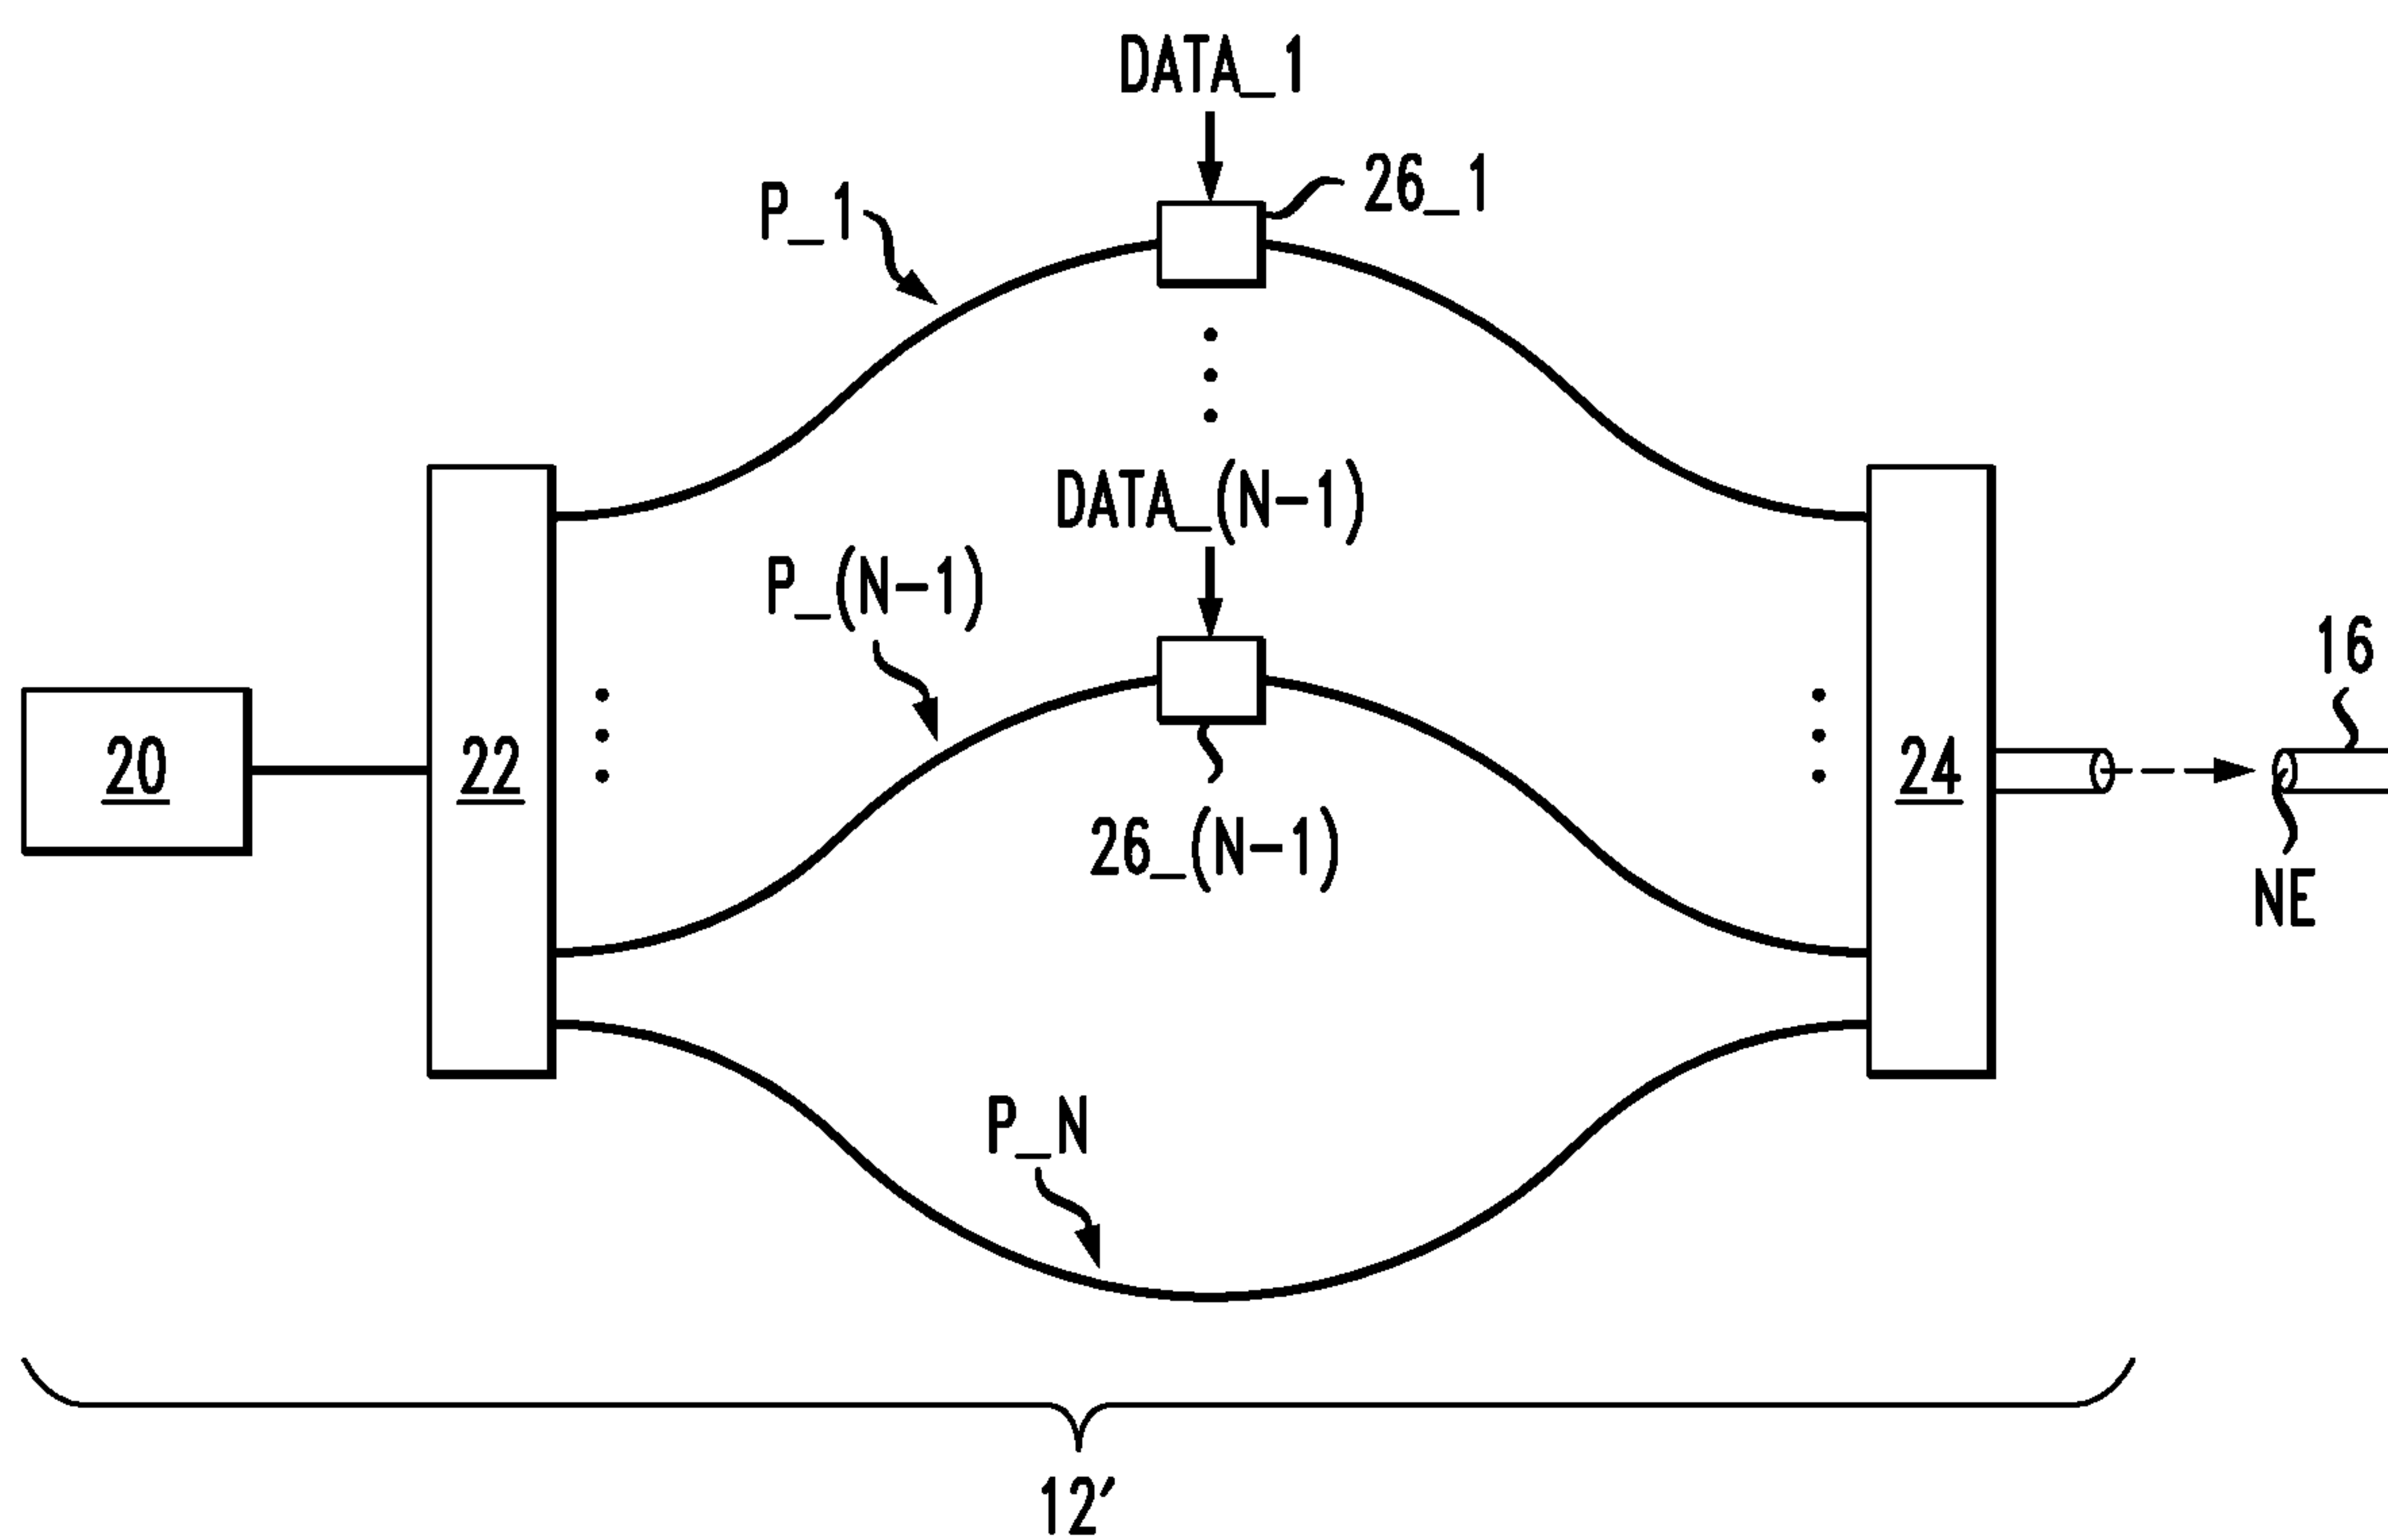 DATA_1
26_1
P_1
DATA_(N-1)
P_(N-1)
16
20
22
24
26_(N-1)
NE
P_N
12'